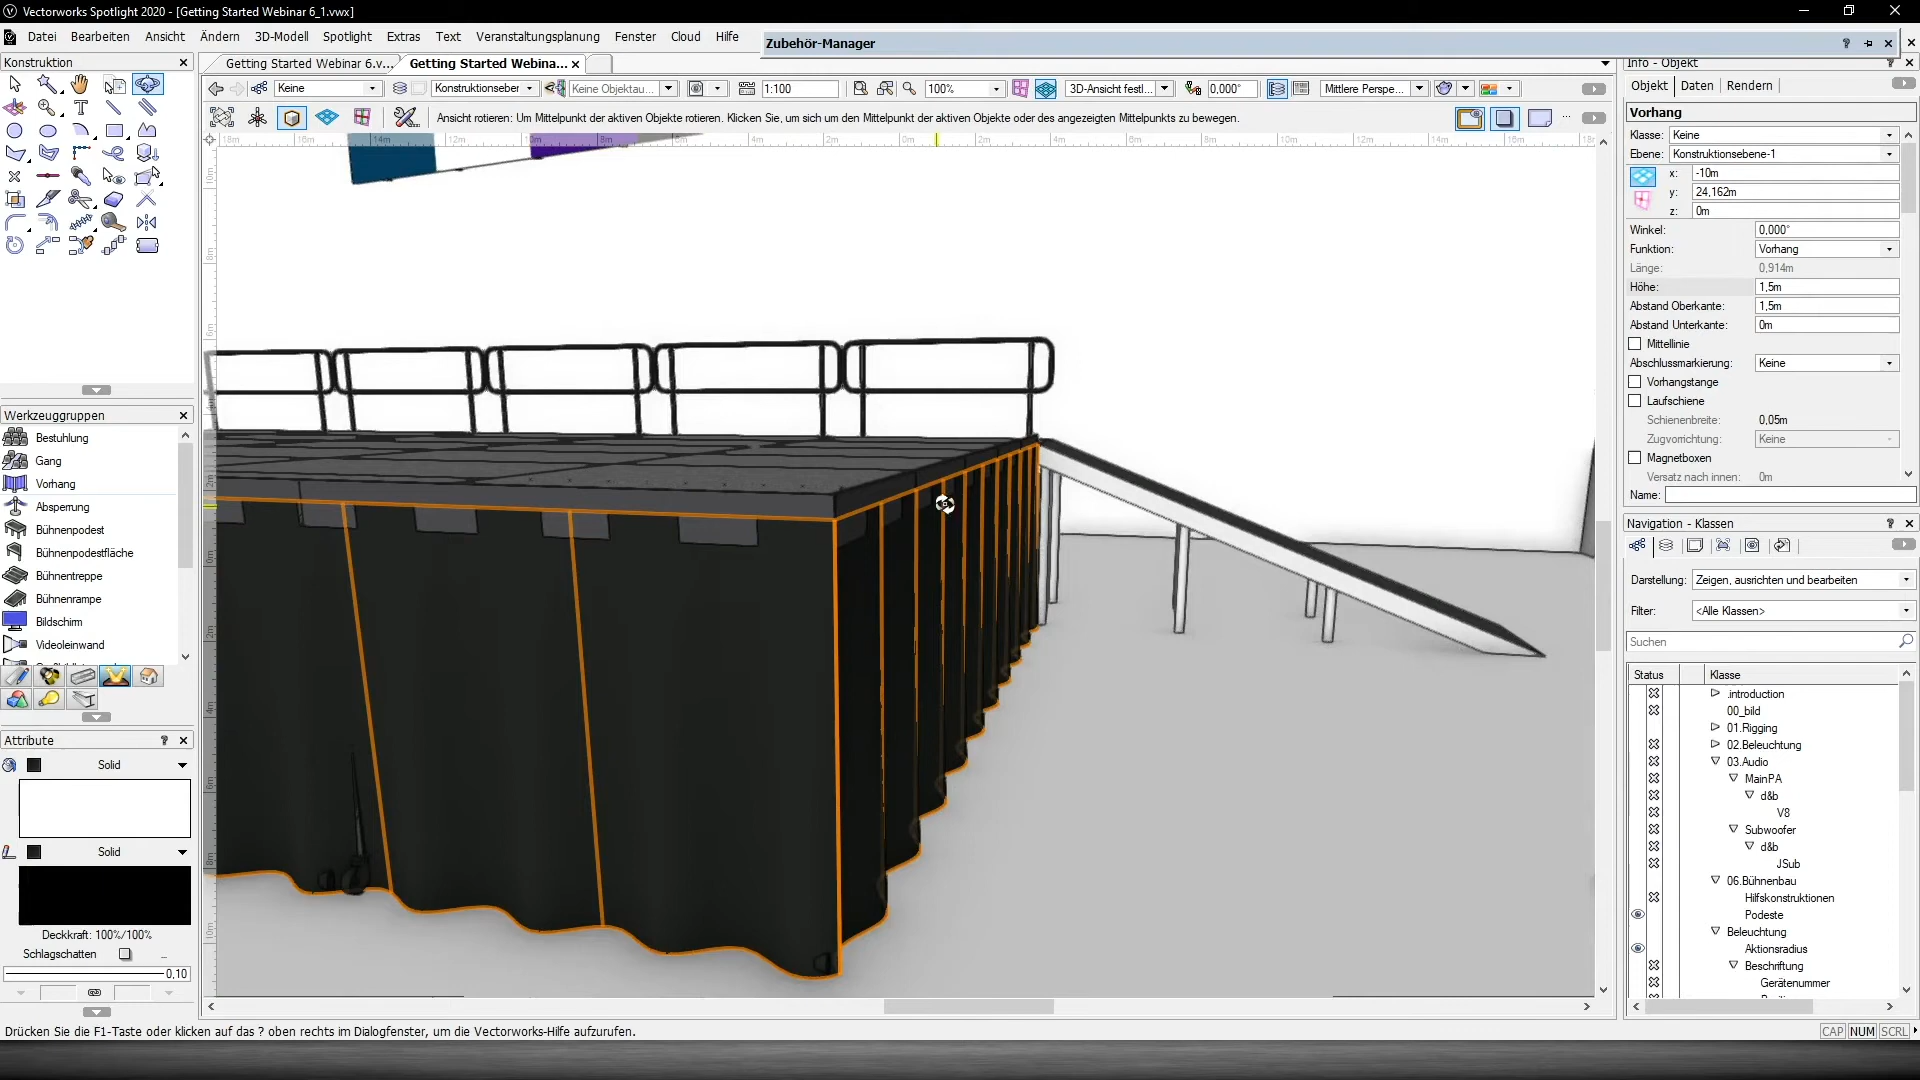 Vectorworks Spotlight 2020 - [Getting Started Webinar 6_1.vwx]
Datei Bearbeiten Ansicht Ändern 3D-Modell Spotlight Extras Text Veranstaltungsplanung Fenster Cloud Hilfe
Zubehör-Manager
Konstruktion
Getting Started Webinar 6.v... Getting Started Webina...
Info - Objekt
Keine Konstruktionseber Keine Objektau... 1:100 100% 3D-Ansicht festl... 0,000° Mittlere Perspe...
Objekt Daten Rendern
Ansicht rotieren: Um Mittelpunkt der aktiven Objekte rotieren. Klicken Sie, um sich um den Mittelpunkt der aktiven Objekte oder des angezeigten Mittelpunkts zu bewegen.
Vorhang
Klasse: Keine
Ebene: Konstruktionsebene-1
x: -10m
y: 24,162m
z: 0m
Winkel: 0,000°
Funktion: Vorhang
Länge: 0,914m
Höhe: 1,5m
Abstand Oberkante: 1,5m
Abstand Unterkante: 0m
Mittellinie
Abschlussmarkierung: Keine
Vorhangstange
Laufschiene
Schienenbreite: 0,05m
Zugvorrichtung: Keine
Magnetboxen
Versatz nach innen: 0m
Name:
Werkzeuggruppen
Bestuhlung
Gang
Vorhang
Absperrung
Bühnenpodest
Bühnenpodestfläche
Bühnentreppe
Bühnenrampe
Bildschirm
Videoleinwand
Navigation - Klassen
Darstellung: Zeigen, ausrichten und bearbeiten
Filter: <Alle Klassen>
Suchen
Status Klasse
.introduction
00_bild
01.Rigging
02.Beleuchtung
03.Audio
MainPA
d&b
V8
Subwoofer
d&b
JSub
06.Bühnenbau
Hilfskonstruktionen
Podeste
Beleuchtung
Aktionsradius
Beschriftung
Gerätenummer
Attribute
Solid
Solid
Deckkraft: 100%/100%
Schlagschatten
0,10
Drücken Sie die F1-Taste oder klicken auf das ? oben rechts im Dialogfenster, um die Vectorworks-Hilfe aufzurufen.
CAP NUM SCRL